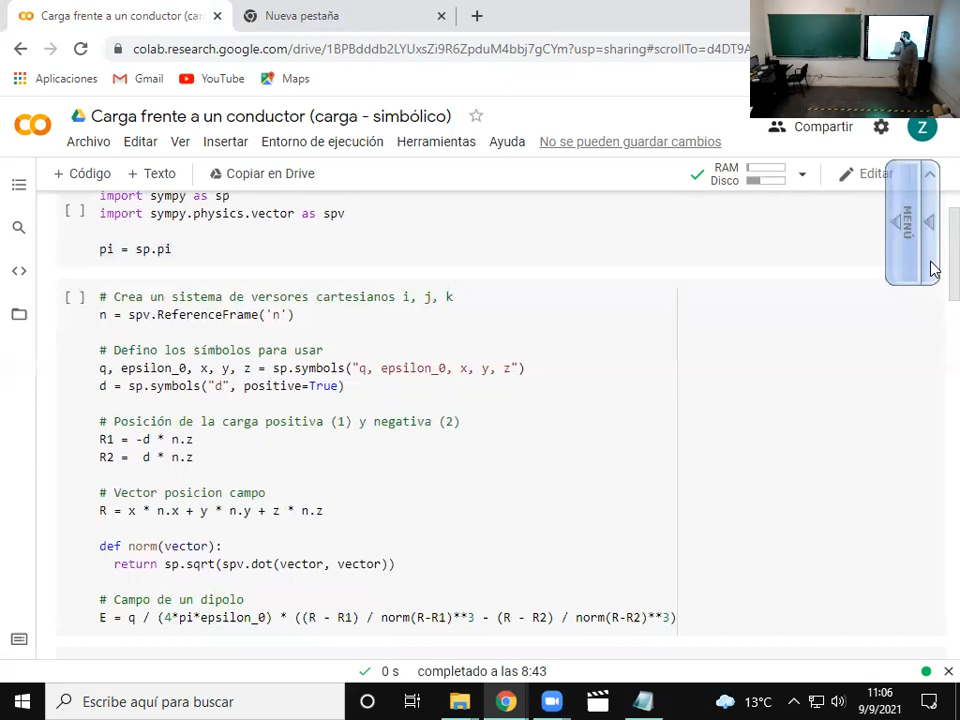 Carga frente a un conductor (car
Nueva pestaña
colab.research.google.com/drive/1BPBdddb2LYUxsZi9R6ZpduM4bbj7gCYm?usp=sharing#scrollTo=d4DT9A
Aplicaciones
Gmail
YouTube
Maps
Carga frente a un conductor (carga - simbólico)
Archivo Editar Ver Insertar Entorno de ejecución Herramientas Ayuda No se pueden guardar cambios
Compartir
Z
+ Código + Texto Copiar en Drive
RAM
Disco
Editar
MENÚ
import sympy as sp
[ ] import sympy.physics.vector as spv
pi = sp.pi
[ ] # Crea un sistema de versores cartesianos i, j, k
n = spv.ReferenceFrame('n')
# Defino los símbolos para usar
q, epsilon_0, x, y, z = sp.symbols("q, epsilon_0, x, y, z")
d = sp.symbols("d", positive=True)
# Posición de la carga positiva (1) y negativa (2)
R1 = -d * n.z
R2 =  d * n.z
# Vector posicion campo
R = x * n.x + y * n.y + z * n.z
def norm(vector):
return sp.sqrt(spv.dot(vector, vector))
# Campo de un dipolo
E = q / (4*pi*epsilon_0) * ((R - R1) / norm(R-R1)**3 - (R - R2) / norm(R-R2)**3)
0 s completado a las 8:43
Escribe aquí para buscar
13°C
11:06
9/9/2021